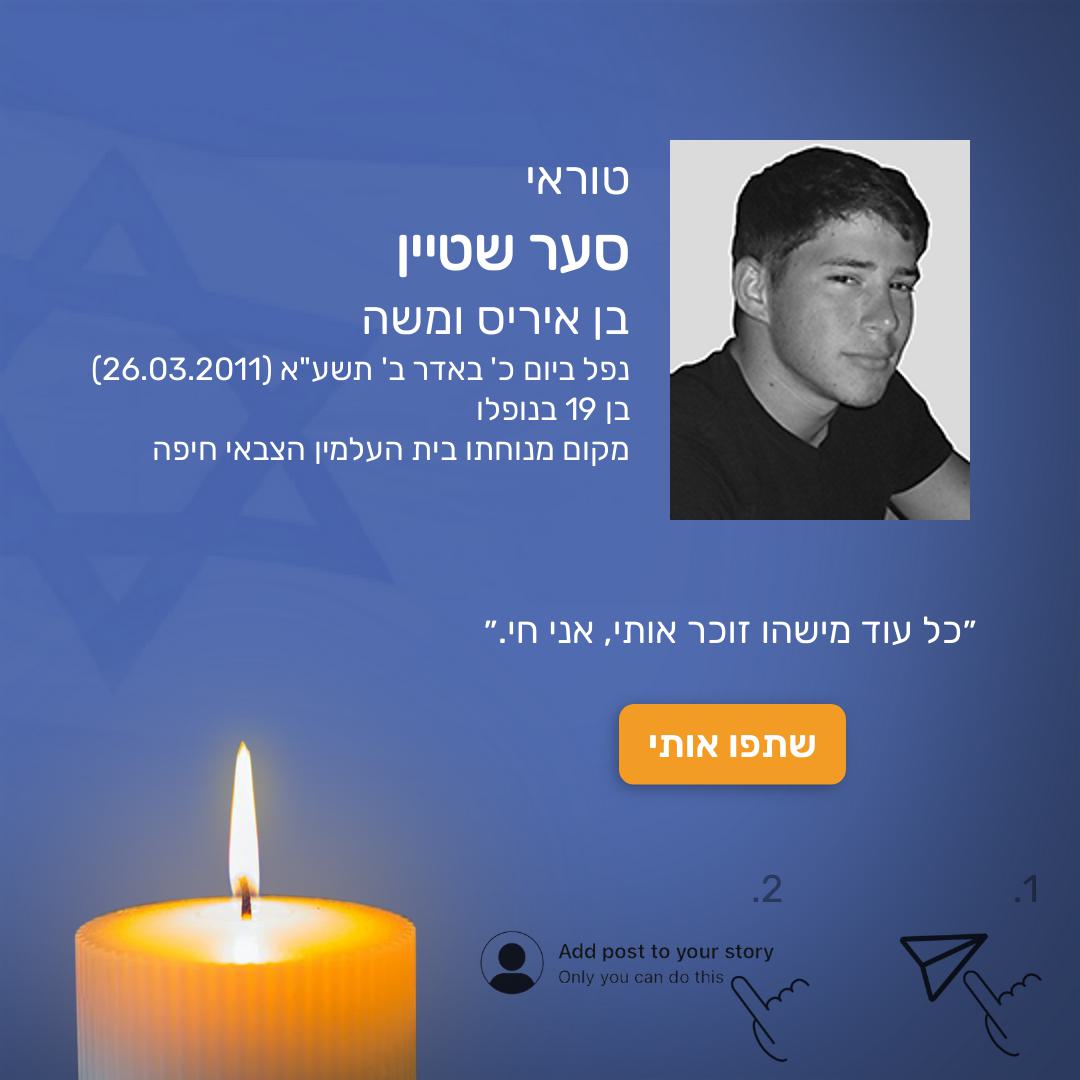 טוראי
סער שטיין
בן איריס ומשה
נפל ביום כ' באדר ב' תשע"א (26.03.2011)
בן 19 בנופלו
מקום מנוחתו בית העלמין הצבאי חיפה
״כל עוד מישהו זוכר אותי, אני חי.״
שתפו אותי
1.
2.
Add post to your story
Only you can do this